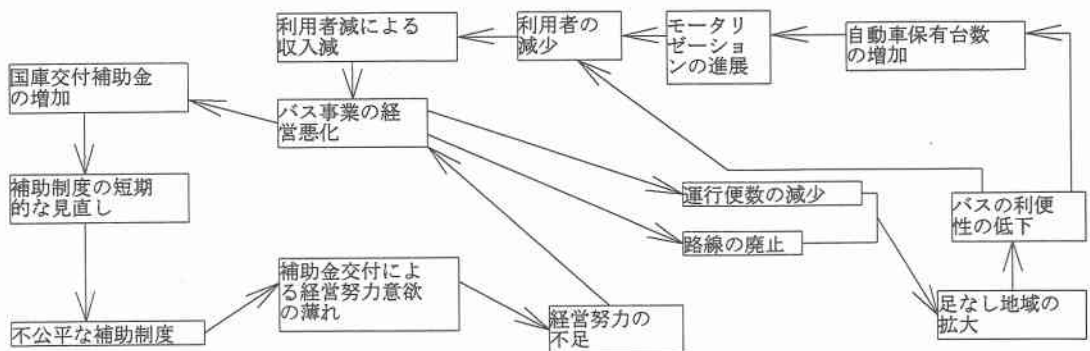 利用者減による
収入減
利用者の
減少
モータリ
ゼーショ
ンの進展
自動車保有台数
の増加
国庫交付補助金
の増加
バス事業の経
営悪化
補助制度の短期
的な見直し
運行便数の減少
路線の廃止
バスの利便
性の低下
補助金交付によ
る経営努力意欲
の薄れ
不公平な補助制度
経営努力の
不足
足なし地域の
拡大